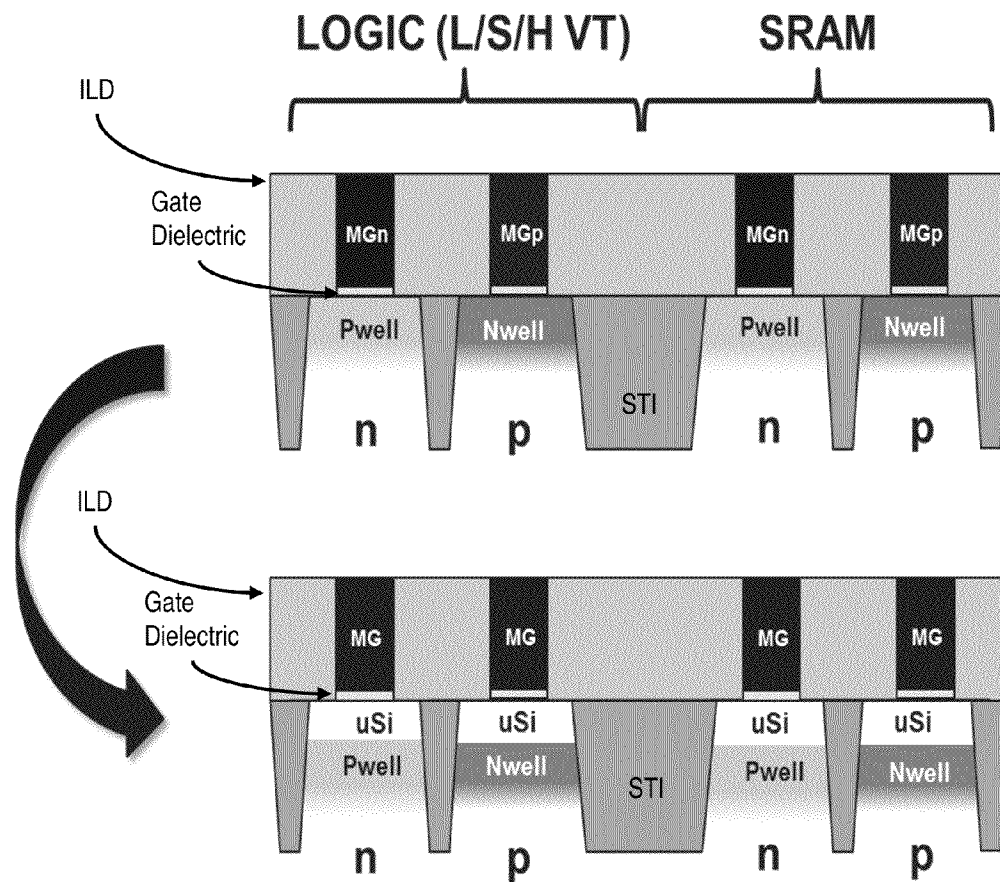 LOGIC (L/S/H VT) SRAM
ILD
Gate
Dielectric
MGn MGp MGn MGp
Pwell Nwell Pwell Nwell
STI
n p n p
ILD
Gate
Dielectric
MG MG MG MG
uSi uSi uSi uSi
Pwell Nwell STI Pwell Nwell
n p n p